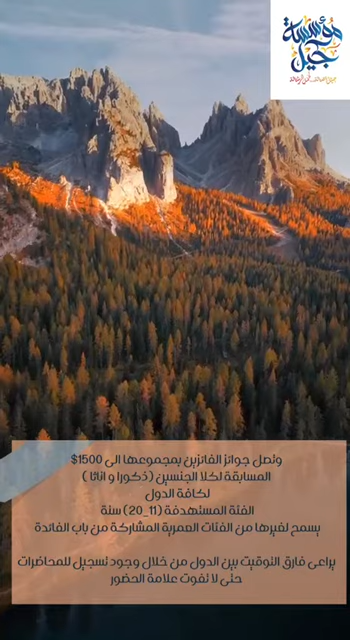 مؤسسة
جيل
وتصل جوائز الفائزين بمجموعها الى 1500$
المسابقة لكلا الجنسين (ذكورا و اناثا )
لكافة الدول
الفئة المستهدفة (11_20) سنة
يسمح لغيرها من الفئات العمرية المشاركة من باب الفائدة
يراعى فارق التوقيت بين الدول من خلال وجود تسجيل للمحاضرات
حتى لا تفوت علامة الحضور